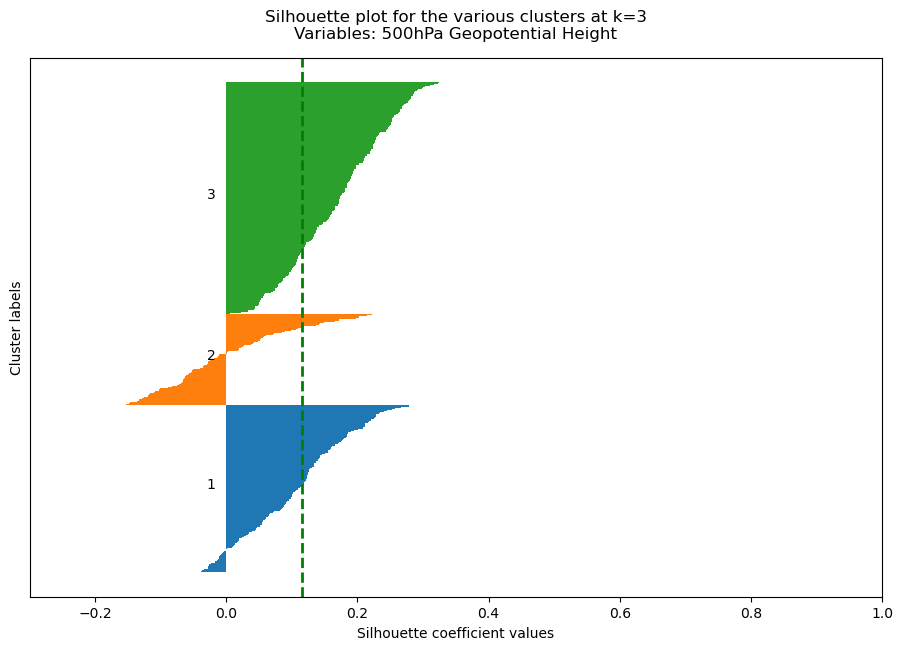 Silhouette plot for the various clusters at k=3
Variables: 500hPa Geopotential Height
Cluster labels
3
2
1
−0.2
0.0
0.2
0.4
0.6
0.8
1.0
Silhouette coefficient values